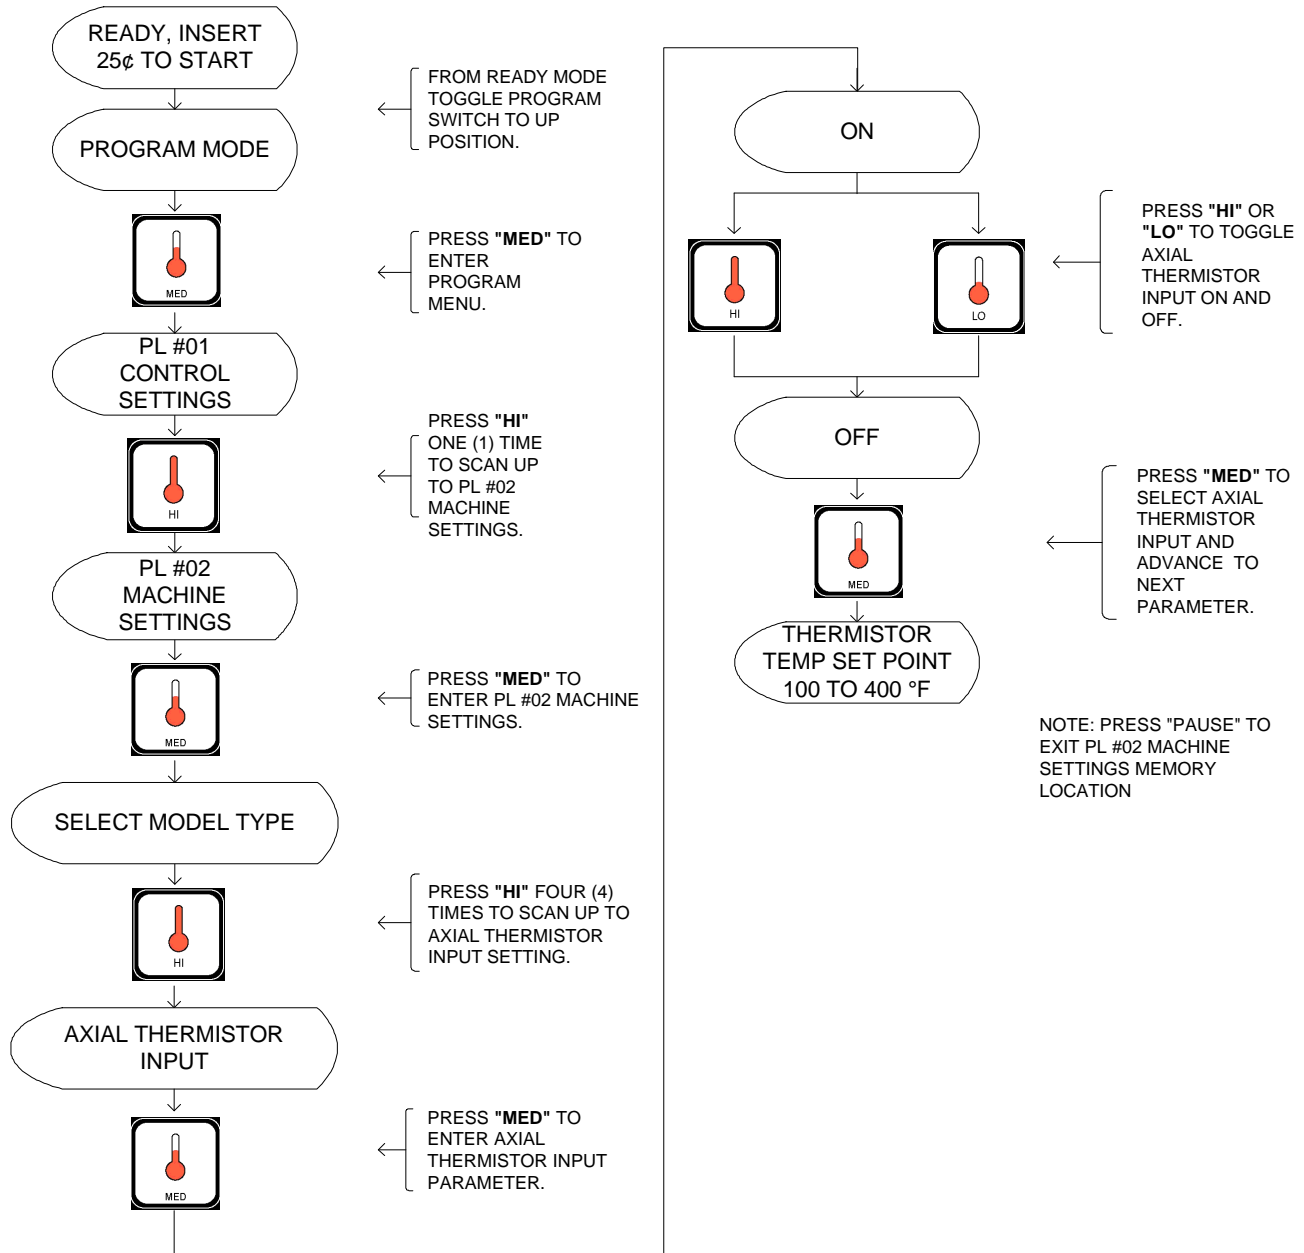 READY, INSERT
25¢ TO START
FROM READY MODE
TOGGLE PROGRAM
SWITCH TO UP
POSITION.
PROGRAM MODE
MED
PRESS "MED" TO
ENTER
PROGRAM
MENU.
PL #01
CONTROL
SETTINGS
HI
PRESS "HI"
ONE (1) TIME
TO SCAN UP
TO PL #02
MACHINE
SETTINGS.
PL #02
MACHINE
SETTINGS
MED
PRESS "MED" TO
ENTER PL #02 MACHINE
SETTINGS.
SELECT MODEL TYPE
HI
PRESS "HI" FOUR (4)
TIMES TO SCAN UP TO
AXIAL THERMISTOR
INPUT SETTING.
AXIAL THERMISTOR
INPUT
MED
PRESS "MED" TO
ENTER AXIAL
THERMISTOR INPUT
PARAMETER.
ON
HI
LO
PRESS "HI" OR
"LO" TO TOGGLE
AXIAL
THERMISTOR
INPUT ON AND
OFF.
OFF
MED
PRESS "MED" TO
SELECT AXIAL
THERMISTOR
INPUT AND
ADVANCE TO
NEXT
PARAMETER.
THERMISTOR
TEMP SET POINT
100 TO 400 °F
NOTE: PRESS "PAUSE" TO
EXIT PL #02 MACHINE
SETTINGS MEMORY
LOCATION